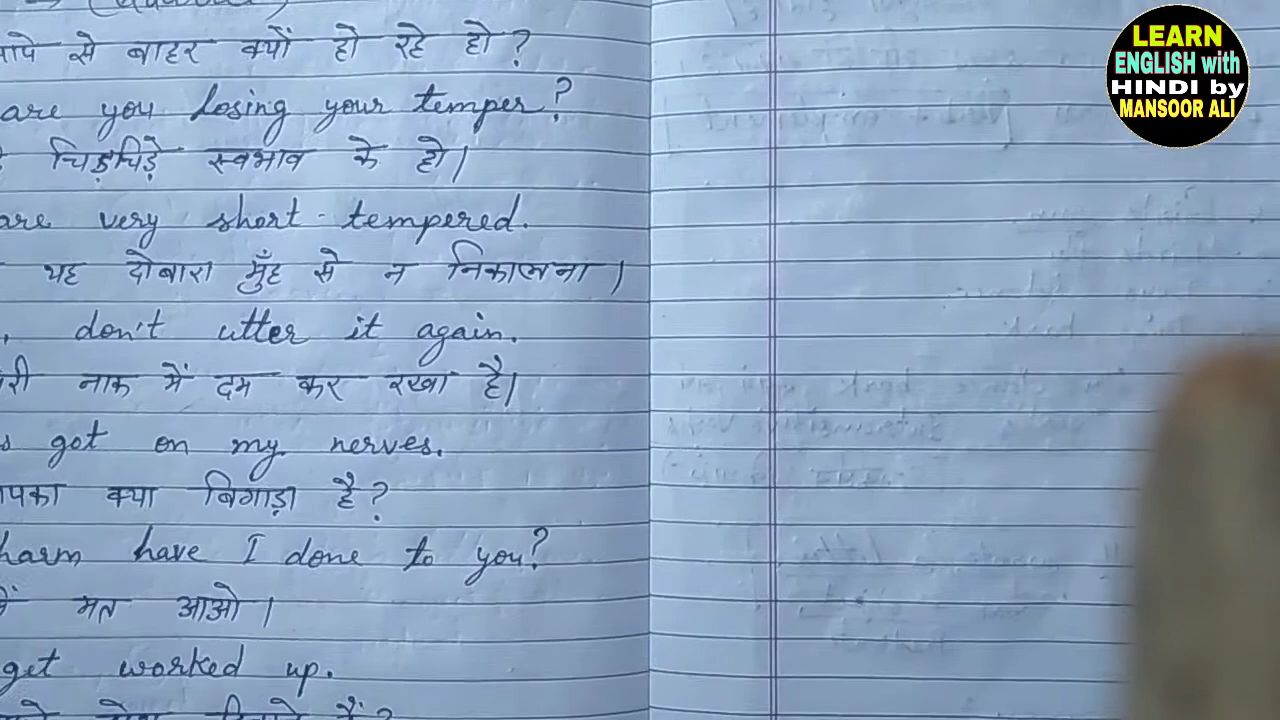 से बाहर क्यों हो रहे हो?
are you losing your temper?
चिड़चिड़े स्वभाव के हो।
are very short-tempered.
यह दोबारा मुँह से न निकालना।
don't utter it again.
नाक में दम कर रखा है।
got on my nerves.
क्या बिगाड़ा है?
harm have I done to you?
मत आओ।
get worked up.
LEARN
ENGLISH with
HINDI by
MANSOOR ALI